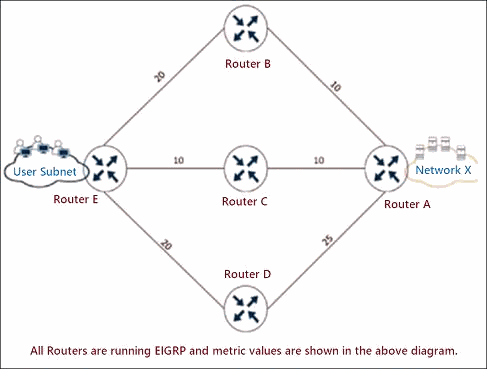 Router B
20
10
User Subnet
10
10
Network X
Router E
Router C
Router A
20
25
Router D
All Routers are running EIGRP and metric values are shown in the above diagram.